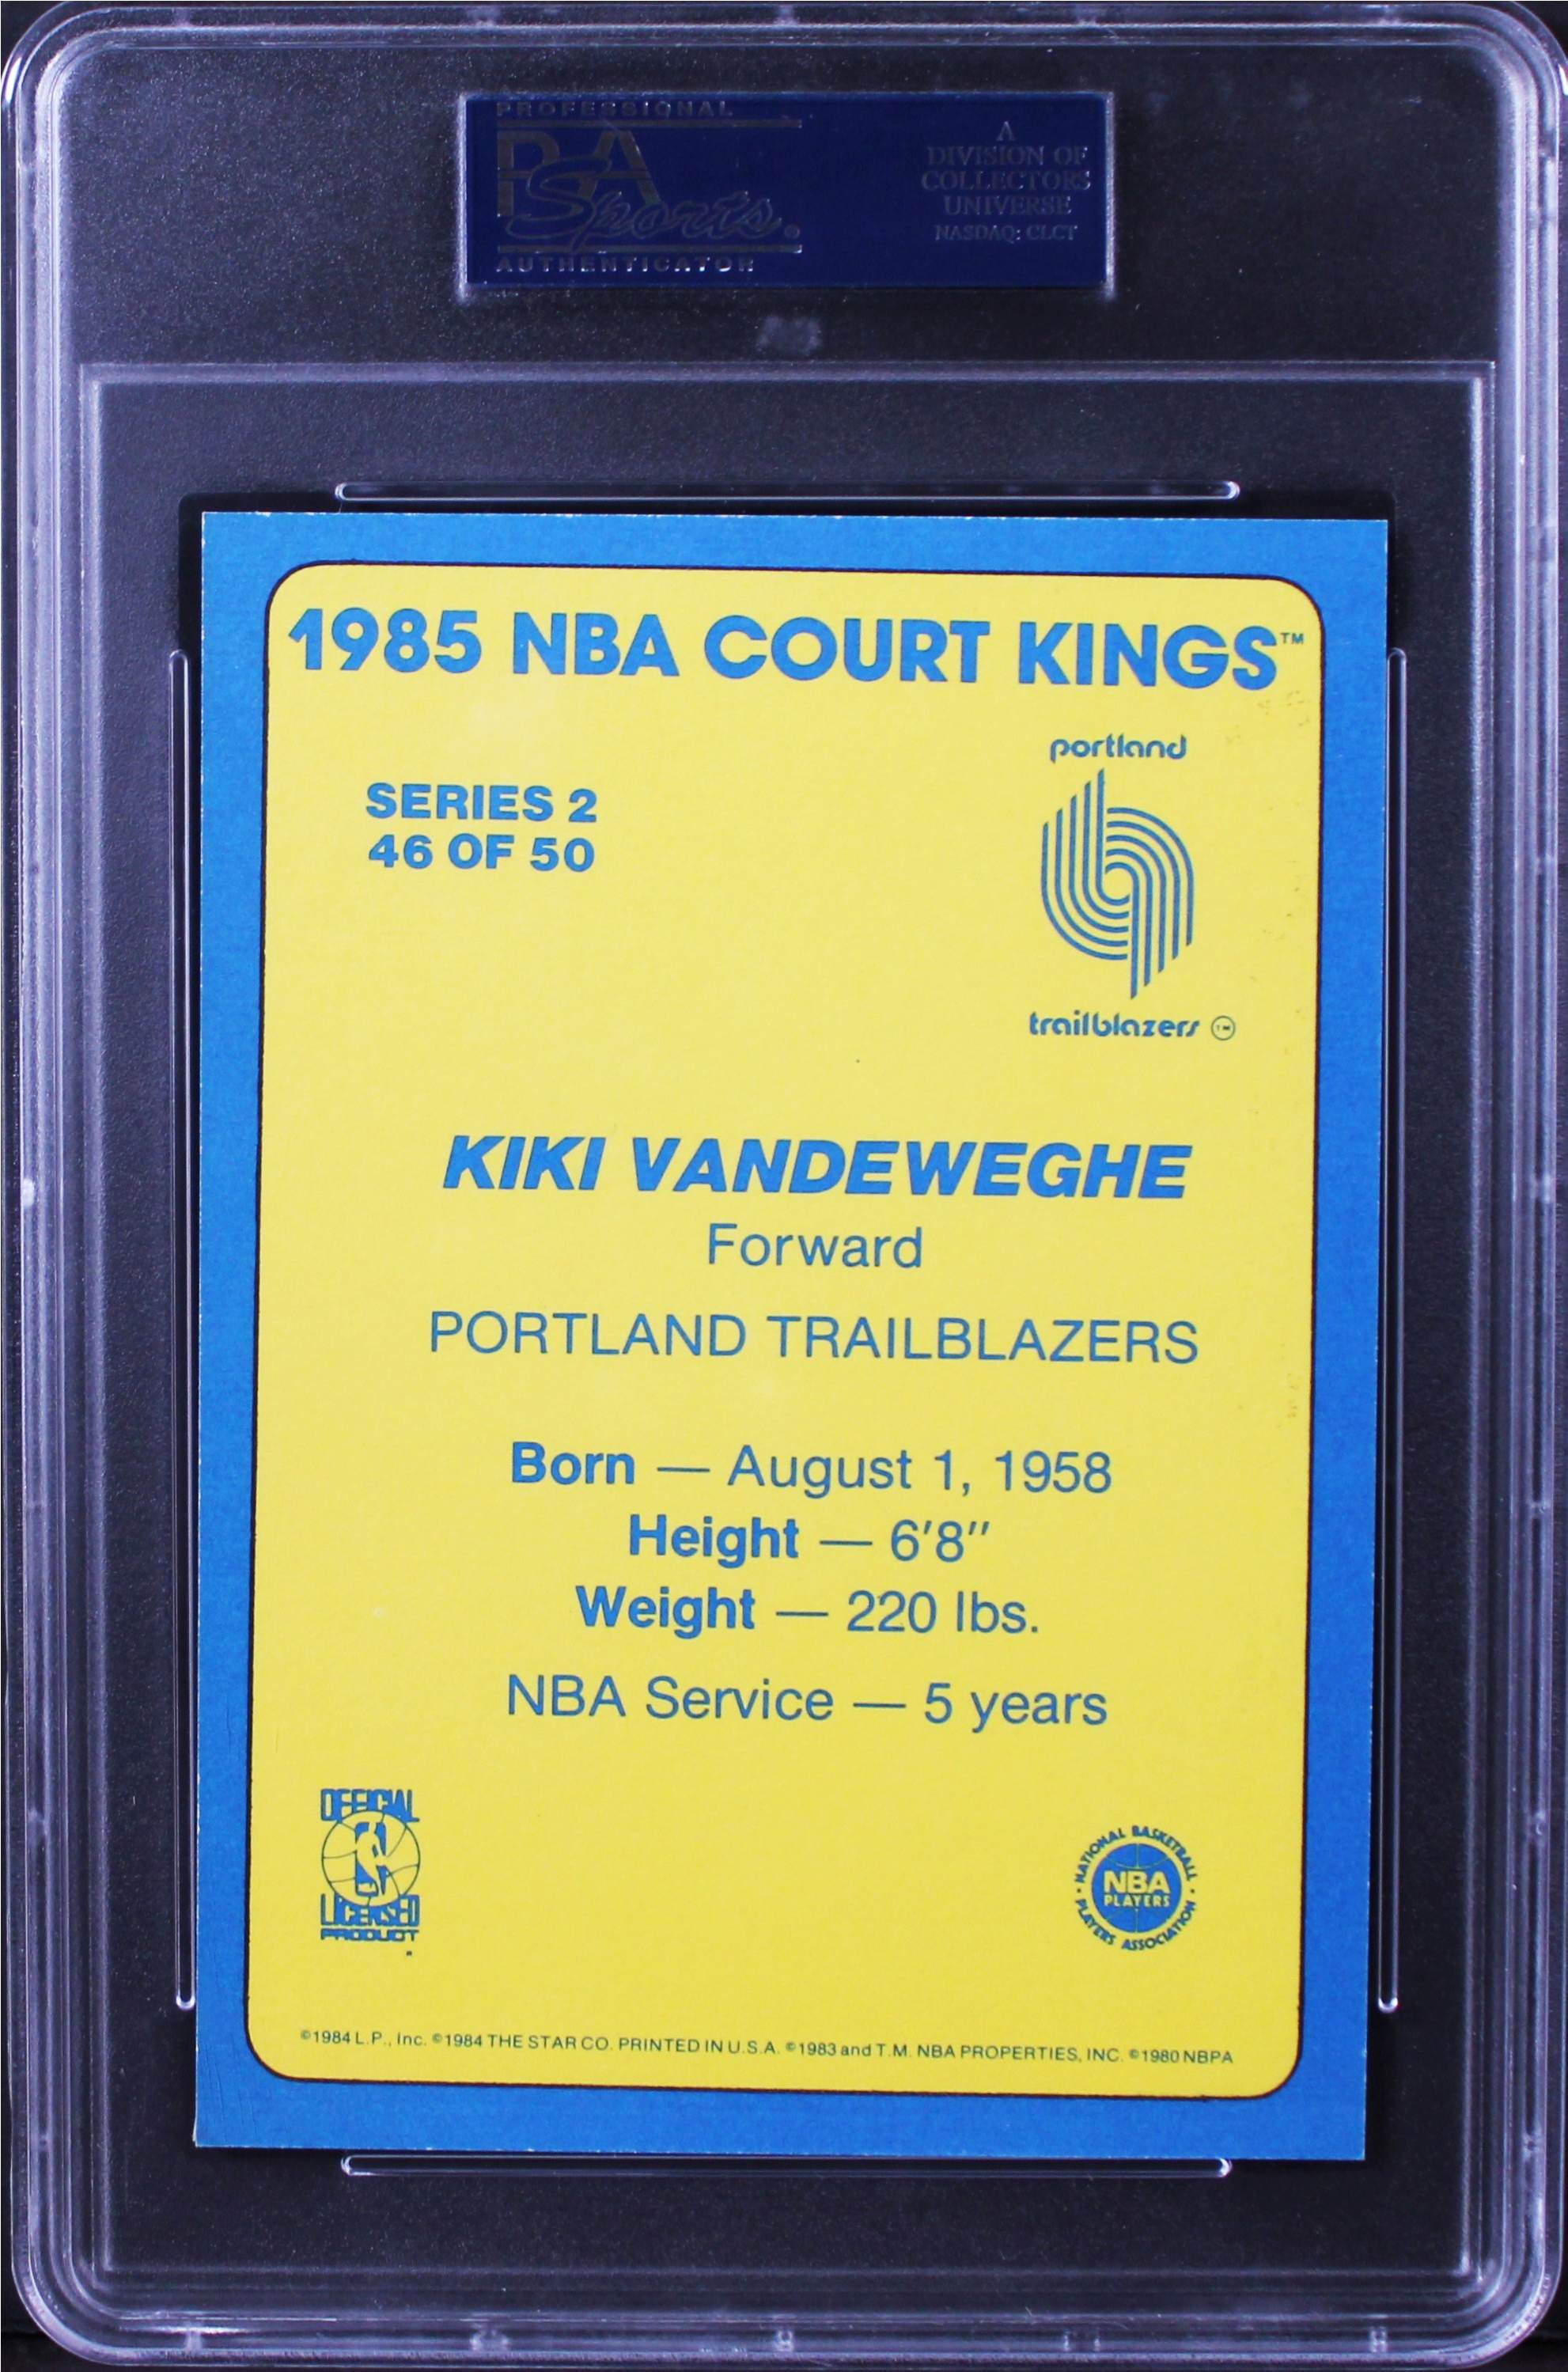 PROFESSIONAL
PSA
Sports®
AUTHENTICATOR
A
DIVISION OF
COLLECTORS
UNIVERSE
NASDAQ: CLCT
1985 NBA COURT KINGS™
SERIES 2
46 OF 50
portland
trailblazers ™
KIKI VANDEWEGHE
Forward
PORTLAND TRAILBLAZERS
Born — August 1, 1958
Height — 6'8"
Weight — 220 lbs.
NBA Service — 5 years
OFFICIAL
NBA
LICENSED
PRODUCT
NATIONAL BASKETBALL
NBA
PLAYERS
PLAYERS ASSOCIATION
©1984 L.P., Inc. ©1984 THE STAR CO. PRINTED IN U.S.A. ©1983 and T.M. NBA PROPERTIES, INC. ©1980 NBPA